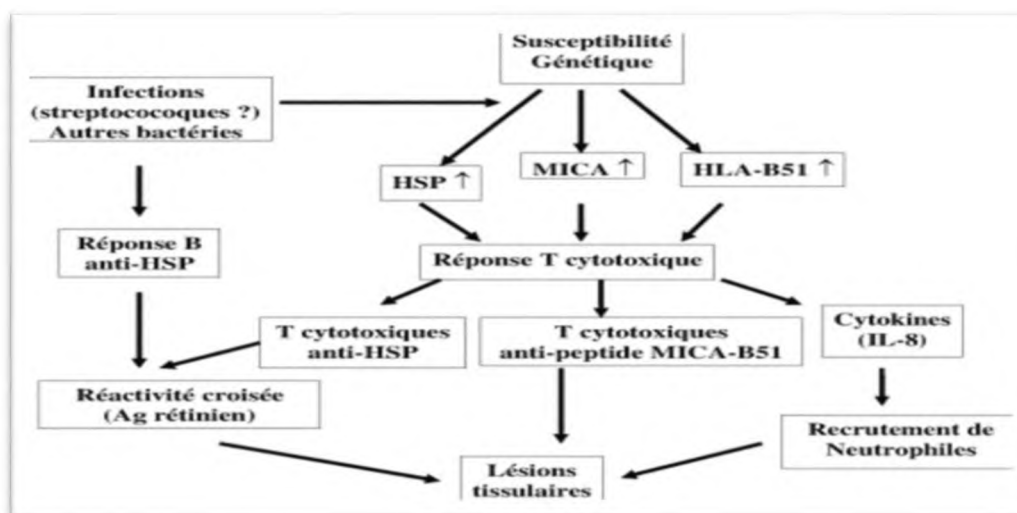 Susceptibilité
Génétique
Infections
(streptococoques ?)
Autres bactéries
HSP ↑
MICA ↑
HLA-B51 ↑
Réponse B
anti-HSP
Réponse T cytotoxique
T cytotoxiques
anti-HSP
T cytotoxiques
anti-peptide MICA-B51
Cytokines
(IL-8)
Réactivité croisée
(Ag rétinien)
Recrutement de
Neutrophiles
Lésions
tissulaires